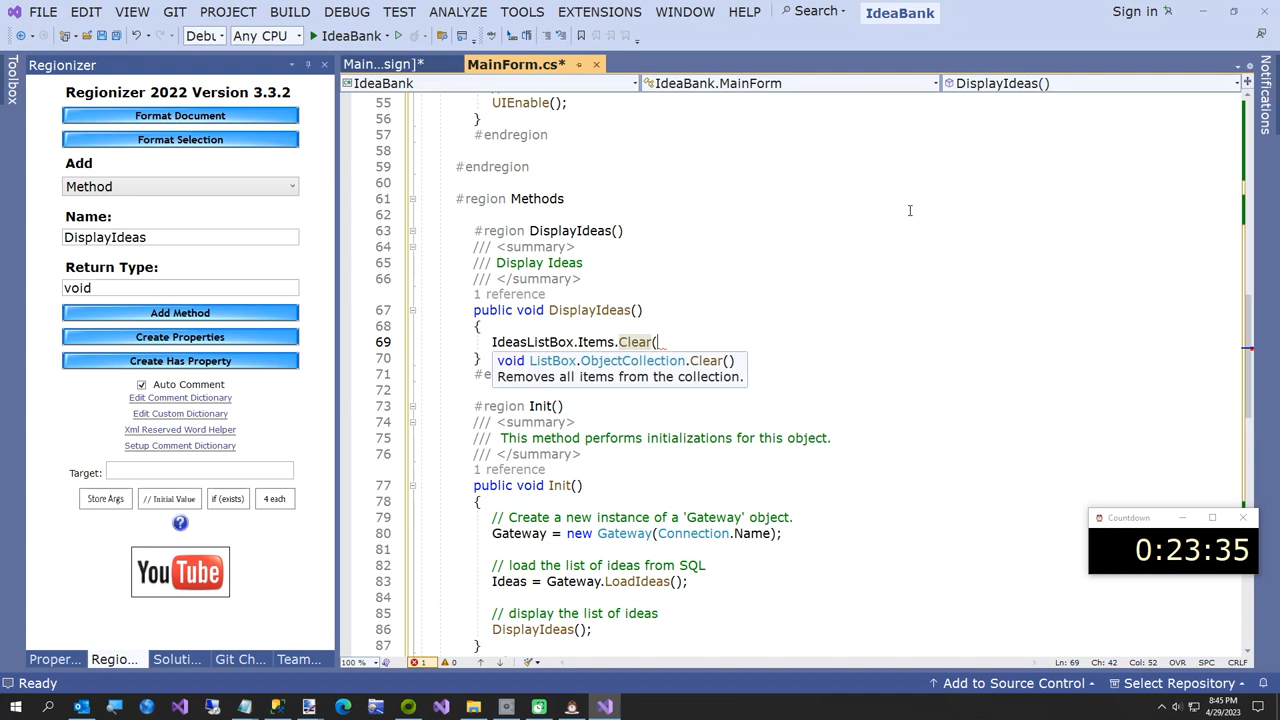 FILE EDIT VIEW GIT PROJECT BUILD DEBUG TEST ANALYZE TOOLS EXTENSIONS WINDOW HELP Search IdeaBank Sign in
Debu Any CPU IdeaBank
Toolbox
Notifications
Regionizer
Main...sign]* MainForm.cs*
IdeaBank IdeaBank.MainForm DisplayIdeas()
Regionizer 2022 Version 3.3.2
Format Document
Format Selection
Add
Method
Name:
DisplayIdeas
Return Type:
void
Add Method
Create Properties
Create Has Property
Auto Comment
Edit Comment Dictionary
Edit Custom Dictionary
Xml Reserved Word Helper
Setup Comment Dictionary
Target:
Store Args // Initial Value if (exists) 4 each
?
YouTube
Proper... Regio... Soluti... Git Ch... Team...
55 UIEnable();
56 }
57 #endregion
58
59 #endregion
60
61 #region Methods
62
63 #region DisplayIdeas()
64 /// <summary>
65 /// Display Ideas
66 /// </summary>
1 reference
67 public void DisplayIdeas()
68 {
69 IdeasListBox.Items.Clear(
70 }
void ListBox.ObjectCollection.Clear()
71 #e
Removes all items from the collection.
72
73 #region Init()
74 /// <summary>
75 /// This method performs initializations for this object.
76 /// </summary>
1 reference
77 public void Init()
78 {
79 // Create a new instance of a 'Gateway' object.
80 Gateway = new Gateway(Connection.Name);
81
82 // load the list of ideas from SQL
83 Ideas = Gateway.LoadIdeas();
84
85 // display the list of ideas
86 DisplayIdeas();
87 }
Countdown
0:23:35
100 % 1 0 Ln: 69 Ch: 42 Col: 52 OVR SPC CRLF
Ready Add to Source Control Select Repository
8:45 PM
4/29/2023